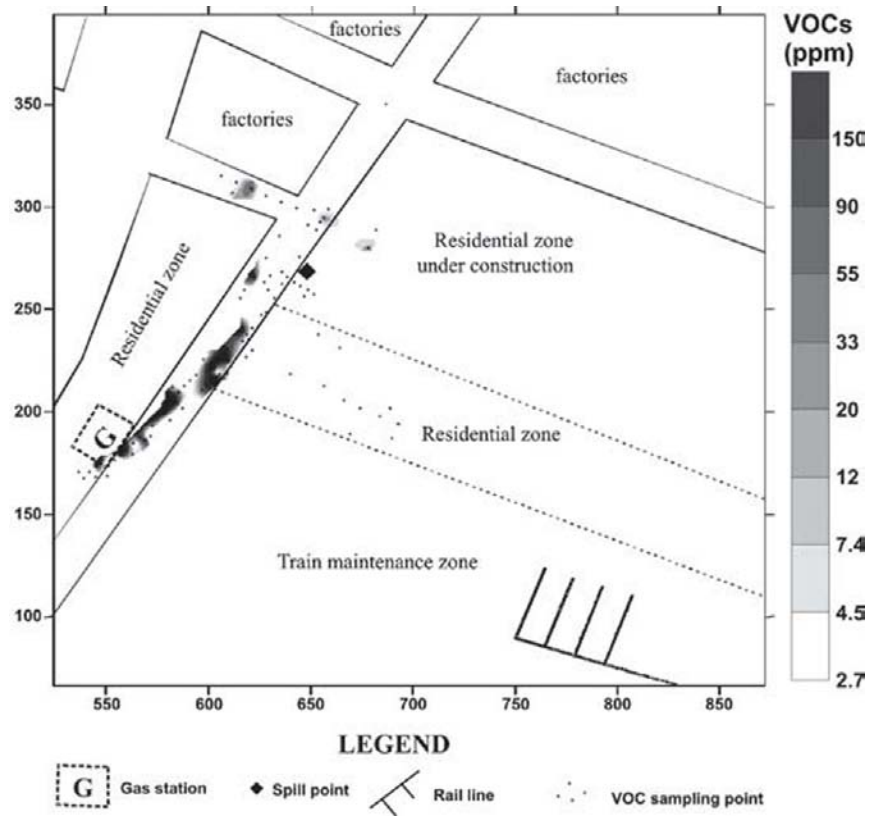 VOCs
(ppm)
factories
factories
factories
Residential zone
Residential zone
under construction
Residential zone
Train maintenance zone
G
350
300
250
200
150
100
550
600
650
700
750
800
850
150
90
55
33
20
12
7.4
4.5
2.7
LEGEND
G Gas station
Spill point
Rail line
VOC sampling point